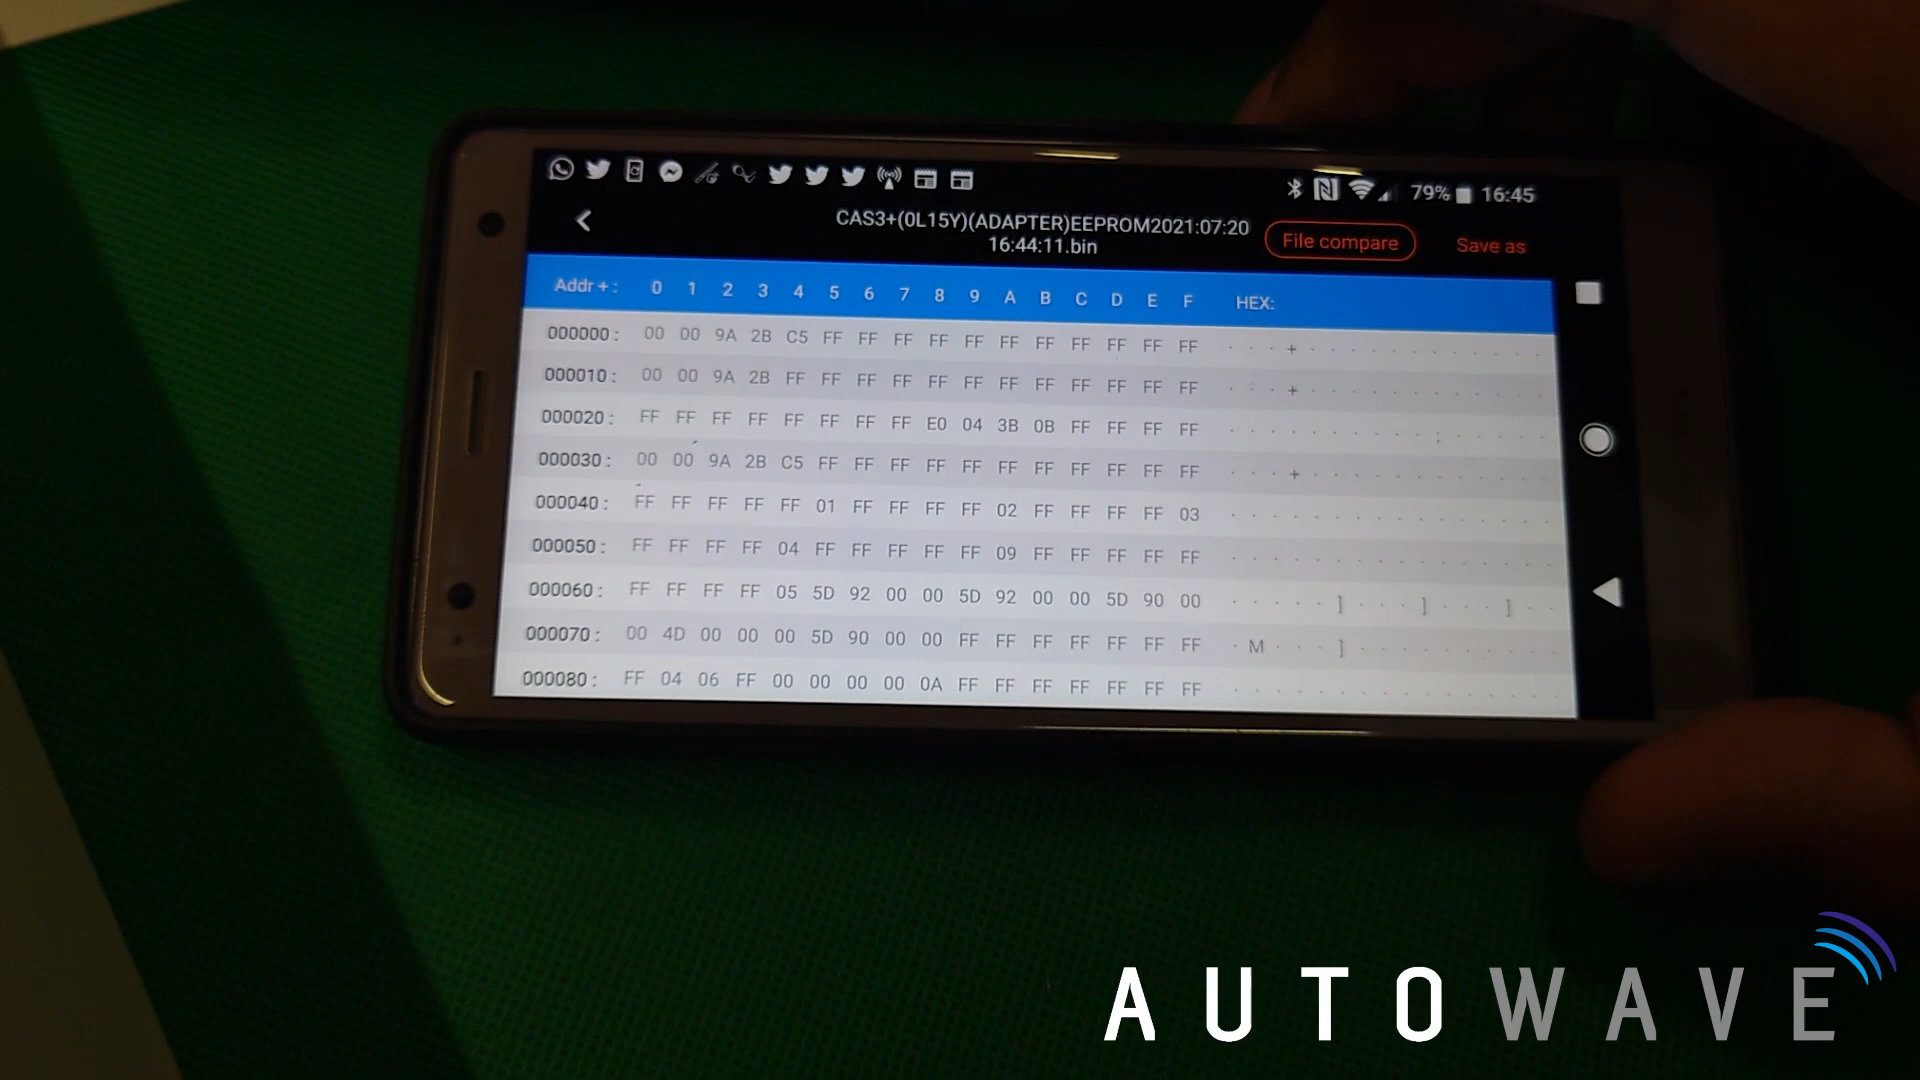 79% 16:45
CAS3+(0L15Y)(ADAPTER)EEPROM2021:07:20
16:44:11.bin
File compare
Save as
Addr + : 0 1 2 3 4 5 6 7 8 9 A B C D E F HEX:
000000 : 00 00 9A 2B C5 FF FF FF FF FF FF FF FF FF FF FF . . . + . . . . . . . . . . . .
000010 : 00 00 9A 2B FF FF FF FF FF FF FF FF FF FF FF FF . . . + . . . . . . . . . . . .
000020 : FF FF FF FF FF FF FF FF E0 04 3B 0B FF FF FF FF . . . . . . . . . . ; . . . . .
000030 : 00 00 9A 2B C5 FF FF FF FF FF FF FF FF FF FF FF . . . + . . . . . . . . . . . .
000040 : FF FF FF FF FF 01 FF FF FF FF 02 FF FF FF FF 03 . . . . . . . . . . . . . . . .
000050 : FF FF FF FF 04 FF FF FF FF FF 09 FF FF FF FF FF . . . . . . . . . . . . . . . .
000060 : FF FF FF FF 05 5D 92 00 00 5D 92 00 00 5D 90 00 . . . . . ] . . . ] . . . ] . .
000070 : 00 4D 00 00 00 5D 90 00 00 FF FF FF FF FF FF FF . M . . . ] . . . . . . . . . .
000080 : FF 04 06 FF 00 00 00 00 0A FF FF FF FF FF FF FF . . . . . . . . . . . . . . . .
AUTOWAVE